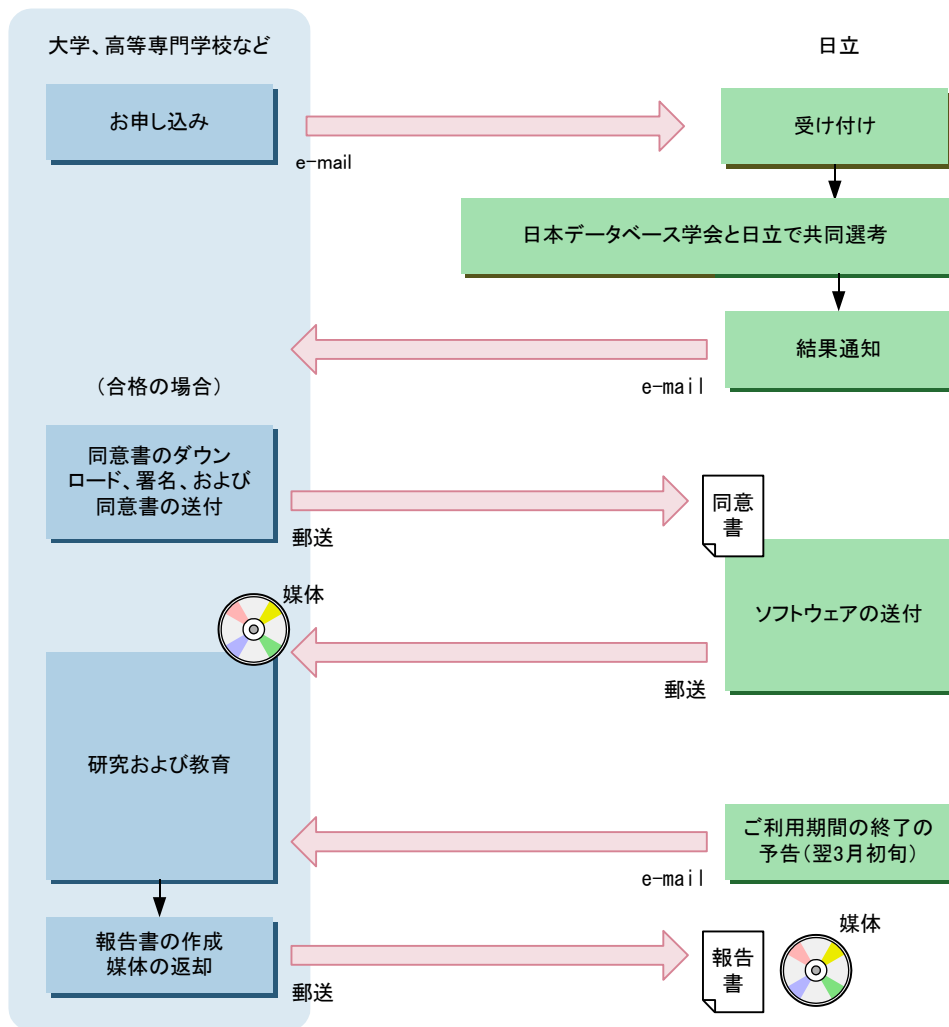 大学、高等専門学校など
日立
お申し込み
e-mail
受け付け
日本データベース学会と日立で共同選考
結果通知
e-mail
（合格の場合）
同意書のダウン
ロード、署名、および
同意書の送付
郵送
同意
書
媒体
ソフトウェアの送付
郵送
研究および教育
ご利用期間の終了の
予告（翌3月初旬）
e-mail
報告書の作成
媒体の返却
郵送
報告
書
媒体